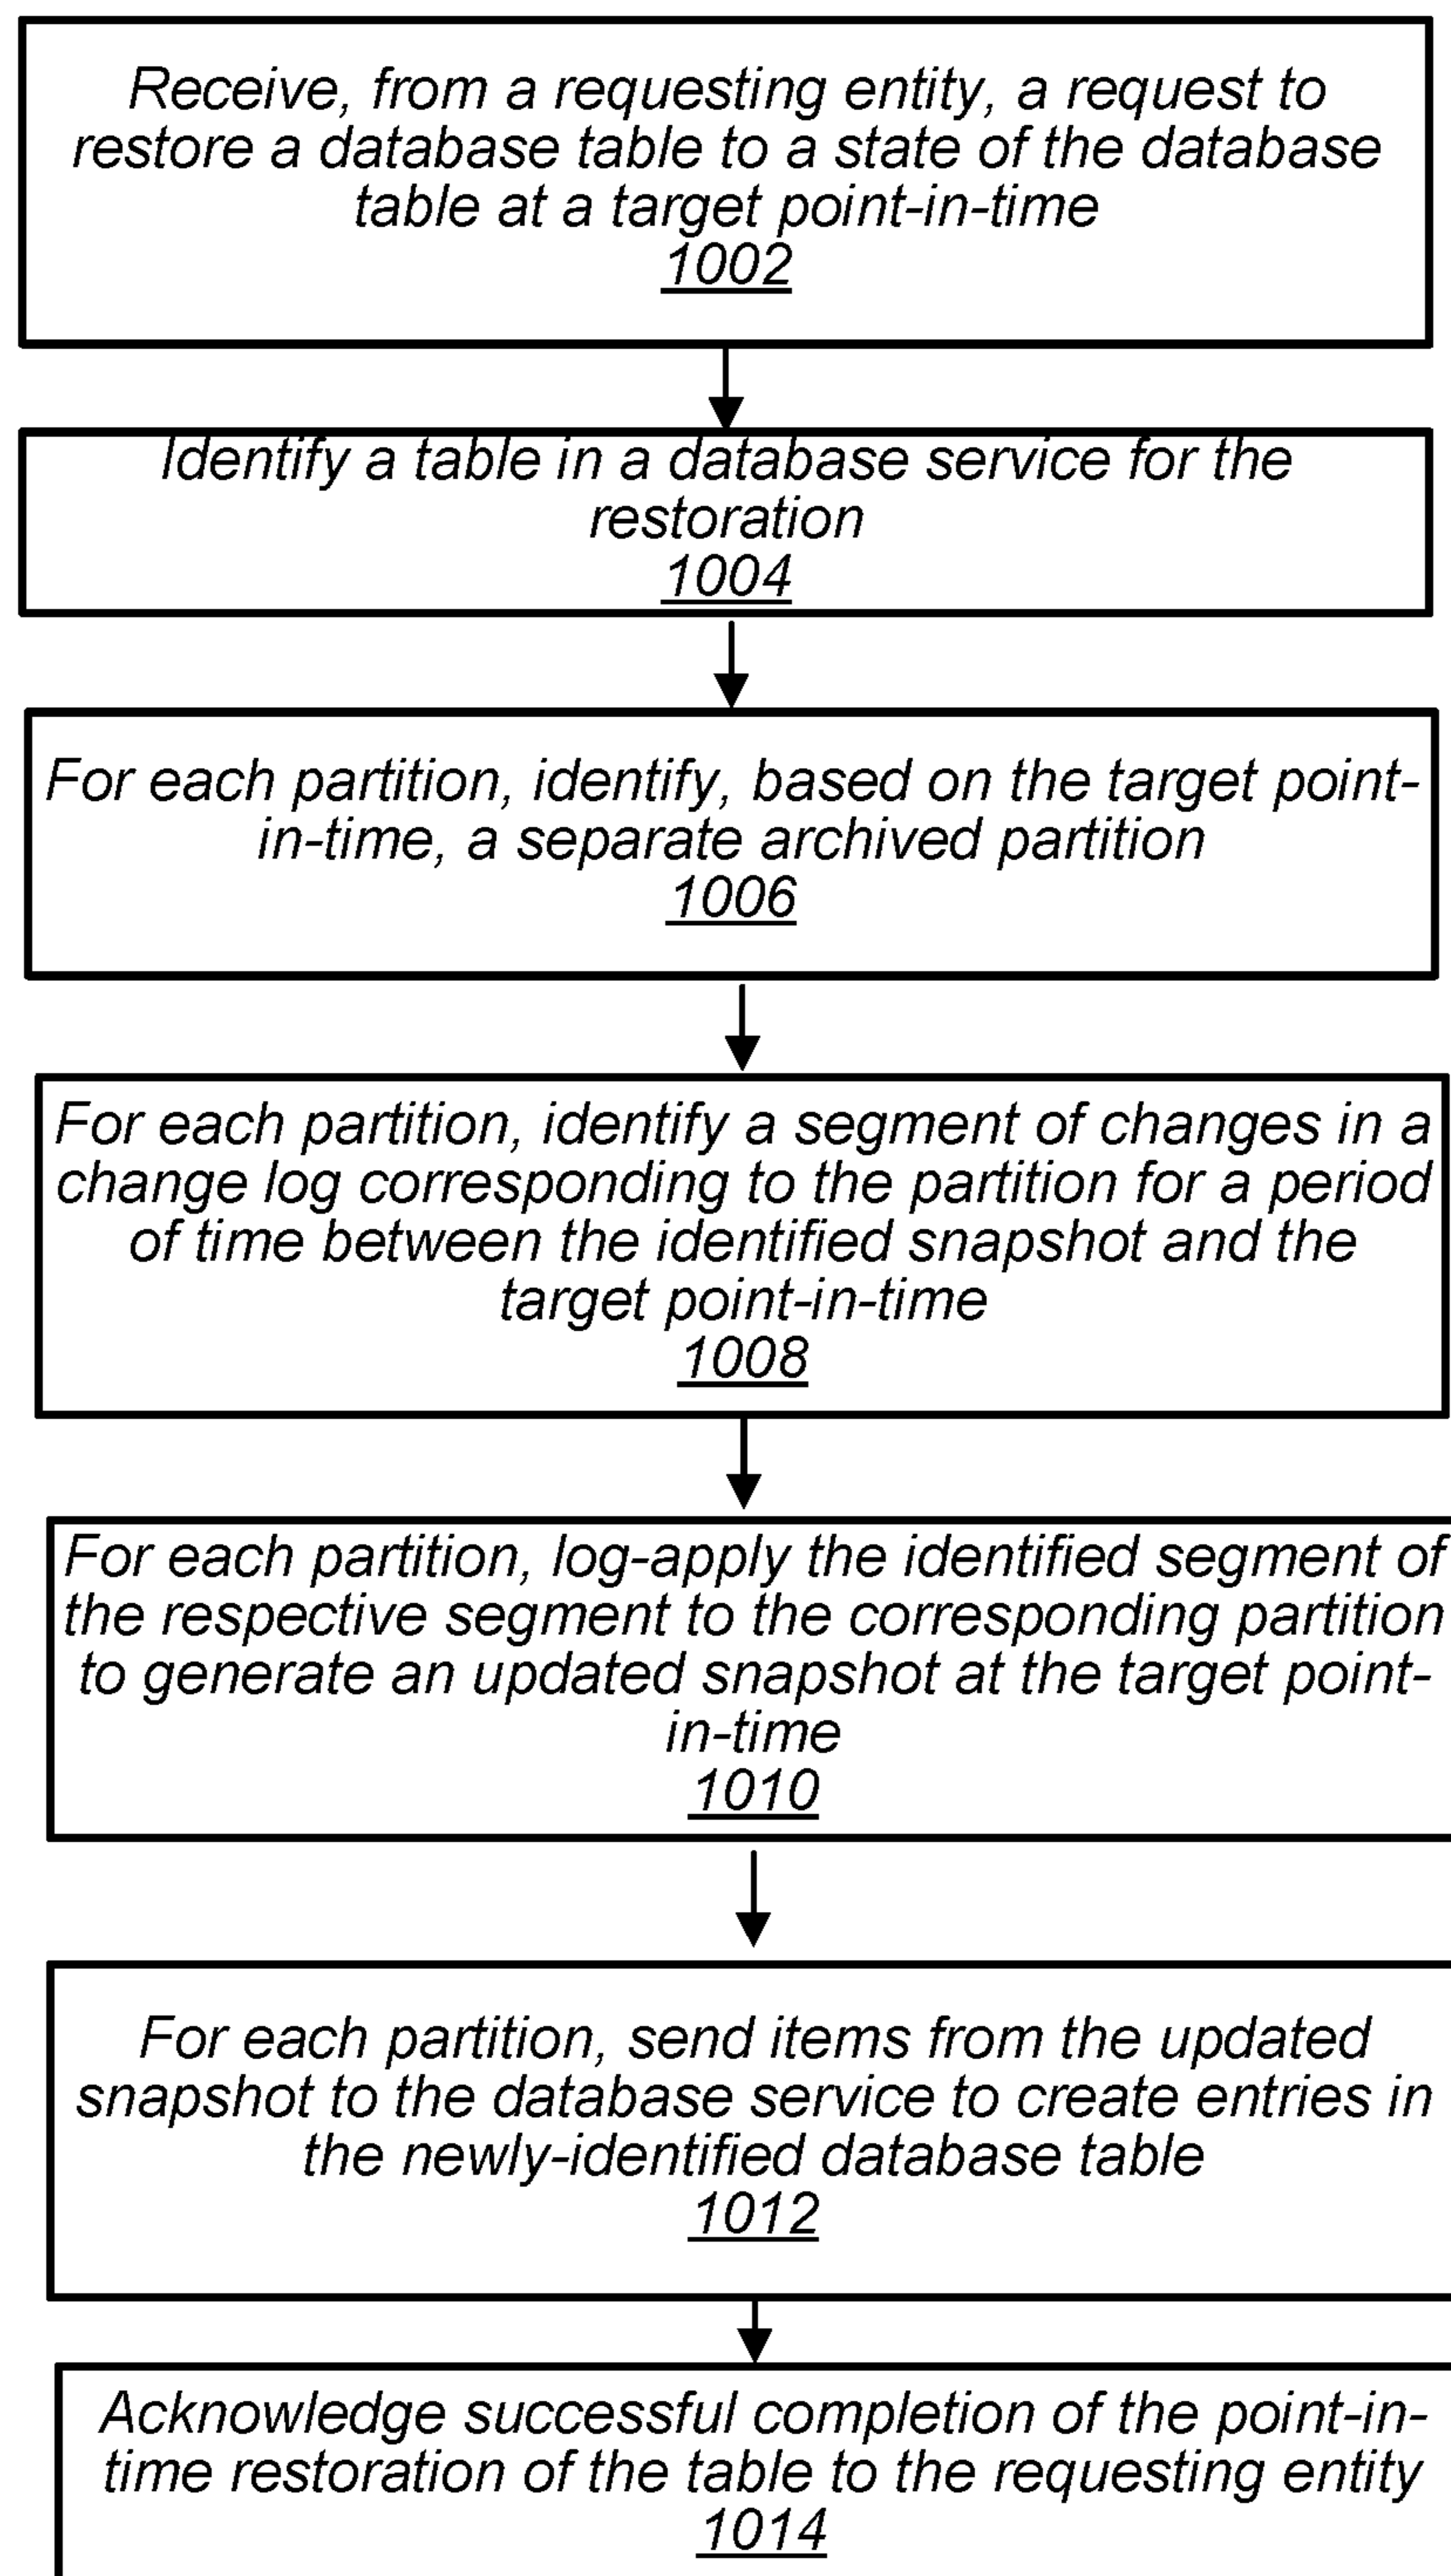 Receive, from a requesting entity, a request to
restore a database table to a state of the database
table at a target point-in-time
1002
Identify a table in a database service for the
restoration
1004
For each partition, identify, based on the target point-
in-time, a separate archived partition
1006
For each partition, identify a segment of changes in a
change log corresponding to the partition for a period
of time between the identified snapshot and the
target point-in-time
1008
For each partition, log-apply the identified segment of
the respective segment to the corresponding partition
to generate an updated snapshot at the target point-
in-time
1010
For each partition, send items from the updated
snapshot to the database service to create entries in
the newly-identified database table
1012
Acknowledge successful completion of the point-in-
time restoration of the table to the requesting entity
1014